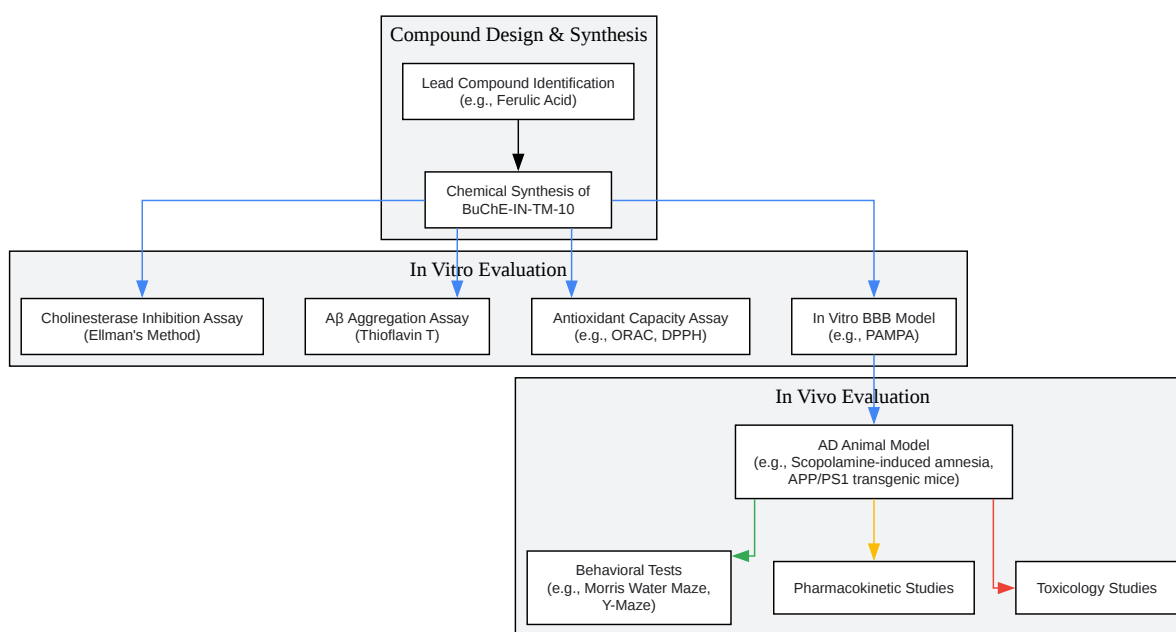 Compound Design & Synthesis
Lead Compound Identification
(e.g., Ferulic Acid)
Chemical Synthesis of
BuChE-IN-TM-10
In Vitro Evaluation
Cholinesterase Inhibition Assay
(Ellman's Method)
Aβ Aggregation Assay
(Thioflavin T)
Antioxidant Capacity Assay
(e.g., ORAC, DPPH)
In Vitro BBB Model
(e.g., PAMPA)
In Vivo Evaluation
AD Animal Model
(e.g., Scopolamine-induced amnesia,
APP/PS1 transgenic mice)
Behavioral Tests
(e.g., Morris Water Maze,
Y-Maze)
Pharmacokinetic Studies
Toxicology Studies